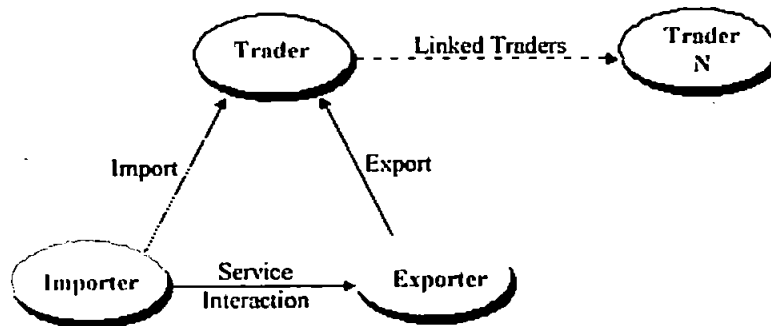 Trader
Linked Traders
Trader
N
Import
Export
Importer
Service
Interaction
Exporter